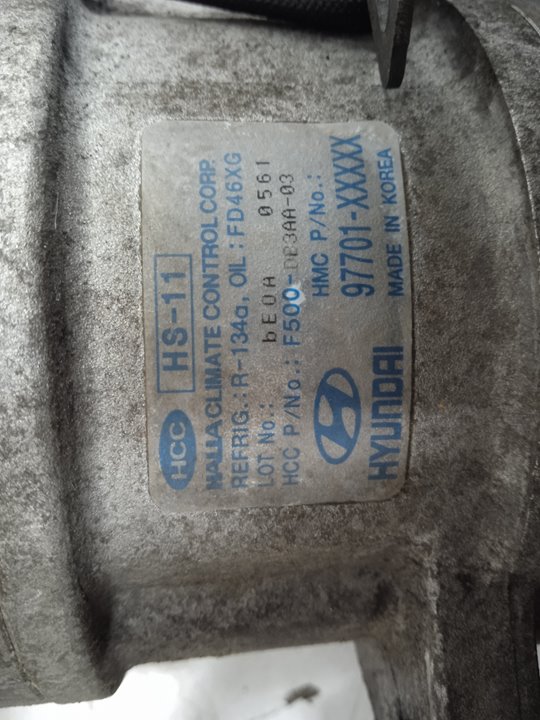 HCC HS-11
HALLA CLIMATE CONTROL CORP.
REFRIG.: R-134a, OIL : FD46XG
LOT No.: bE0A 0561
HCC P/No.: F500- 03
HMC P/No.:
97701-XXXXX
HYUNDAI MADE IN KOREA